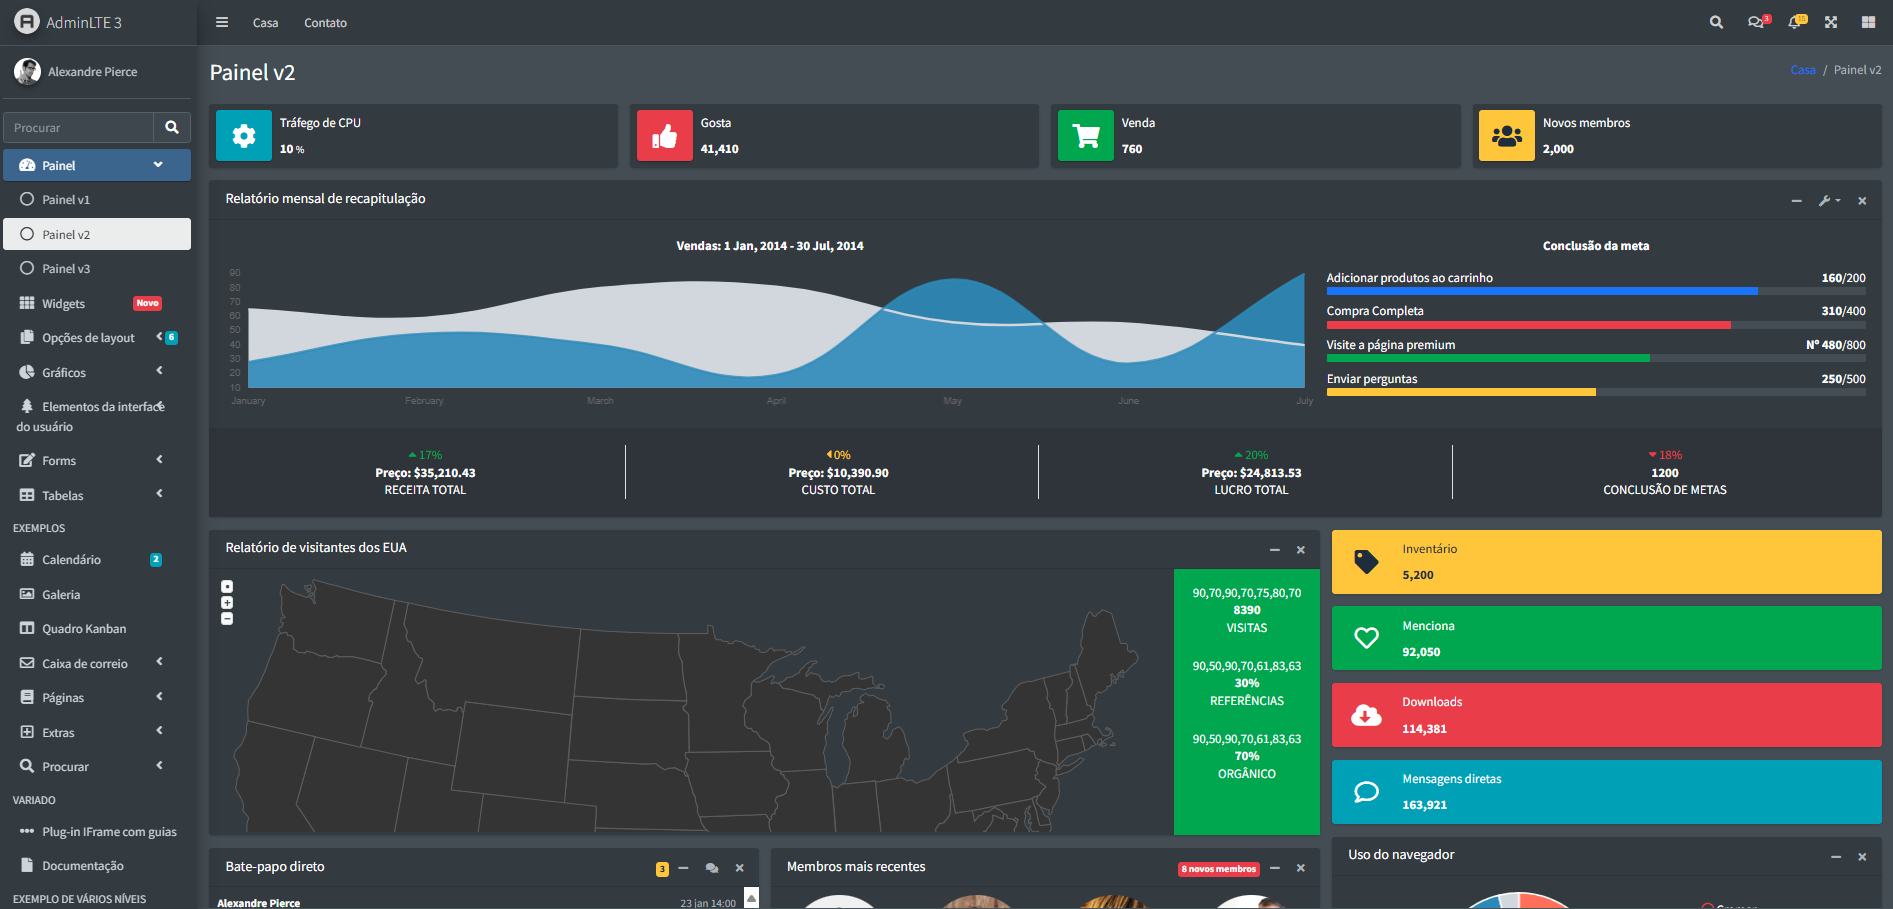 AdminLTE 3
Casa
Contato
3
15
Alexandre Pierce
Painel v2
Casa / Painel v2
Procurar
Painel
Painel v1
Painel v2
Painel v3
Widgets
Novo
Opções de layout
6
Gráficos
Elementos da interface
do usuário
Forms
Tabelas
EXEMPLOS
Calendário
2
Galeria
Quadro Kanban
Caixa de correio
Páginas
Extras
Procurar
VARIADO
Plug-in IFrame com guias
Documentação
EXEMPLO DE VÁRIOS NÍVEIS
Tráfego de CPU
10 %
Gosta
41,410
Venda
760
Novos membros
2,000
Relatório mensal de recapitulação
Vendas: 1 Jan, 2014 - 30 Jul, 2014
90
80
70
60
50
40
30
20
10
January
February
March
April
May
June
July
Conclusão da meta
Adicionar produtos ao carrinho
160/200
Compra Completa
310/400
Visite a página premium
Nº 480/800
Enviar perguntas
250/500
17%
Preço: $35,210.43
RECEITA TOTAL
0%
Preço: $10,390.90
CUSTO TOTAL
20%
Preço: $24,813.53
LUCRO TOTAL
18%
1200
CONCLUSÃO DE METAS
Relatório de visitantes dos EUA
+
−
90,70,90,70,75,80,70
8390
VISITAS
90,50,90,70,61,83,63
30%
REFERÊNCIAS
90,50,90,70,61,83,63
70%
ORGÂNICO
Inventário
5,200
Menciona
92,050
Downloads
114,381
Mensagens diretas
163,921
Bate-papo direto
3
Alexandre Pierce
23 jan 14:00
Membros mais recentes
8 novos membros
Uso do navegador